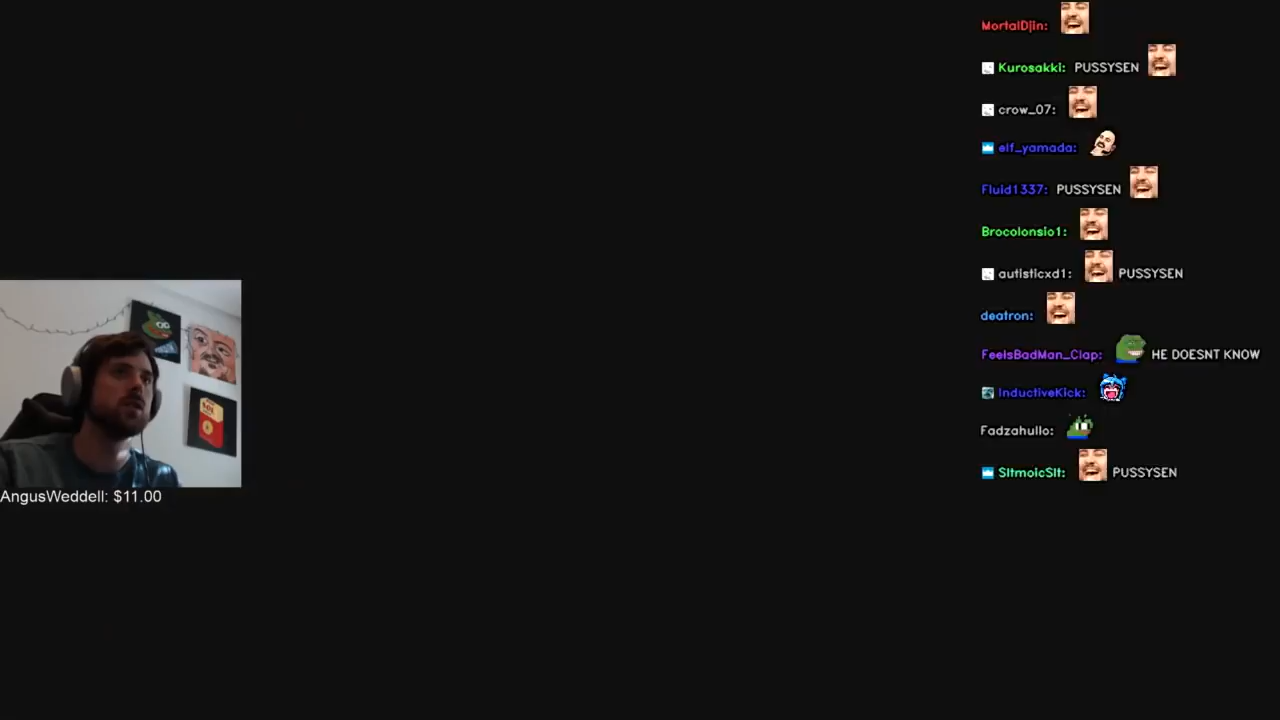 MortalDjin:
Kurosakki: PUSSYSEN
crow_07:
elf_yamada:
Fluid1337: PUSSYSEN
Brocolonsio1:
autisticxd1: PUSSYSEN
deatron:
FeelsBadMan_Clap: HE DOESNT KNOW
InductiveKick:
Fadzahullo:
SltmoicSlt: PUSSYSEN
AngusWeddell: $11.00